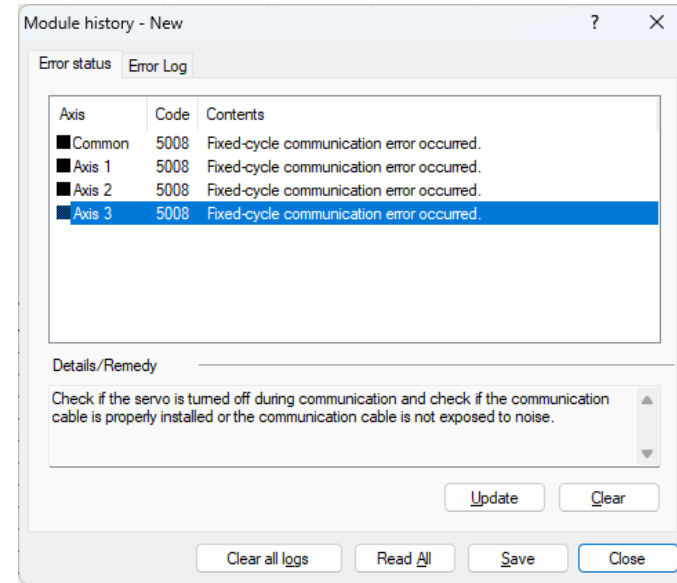 Module history - New ? ×
Error status Error Log
Axis Code Contents
Common 5008 Fixed-cycle communication error occurred.
Axis 1 5008 Fixed-cycle communication error occurred.
Axis 2 5008 Fixed-cycle communication error occurred.
Axis 3 5008 Fixed-cycle communication error occurred.
Details/Remedy
Check if the servo is turned off during communication and check if the communication
cable is properly installed or the communication cable is not exposed to noise.
Update Clear
Clear all logs Read All Save Close